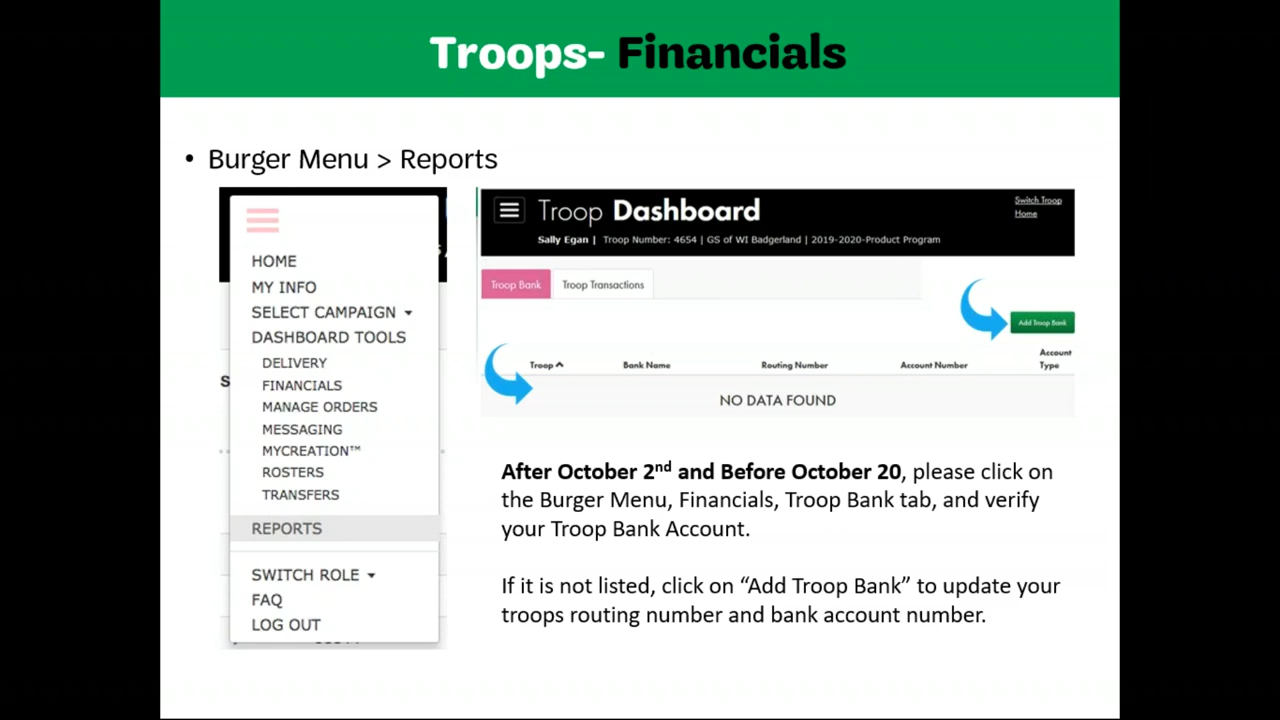 Troops- Financials
• Burger Menu > Reports
HOME
MY INFO
SELECT CAMPAIGN
DASHBOARD TOOLS
DELIVERY
FINANCIALS
MANAGE ORDERS
MESSAGING
MYCREATION™
ROSTERS
TRANSFERS
REPORTS
SWITCH ROLE
FAQ
LOG OUT
Troop Dashboard
Switch Troop
Home
Sally Egan | Troop Number: 4654 | GS of WI Badgerland | 2019-2020-Product Program
Troop Bank Troop Transactions
Add Troop Bank
Troop Bank Name Routing Number Account Number Account Type
NO DATA FOUND
After October 2nd and Before October 20, please click on
the Burger Menu, Financials, Troop Bank tab, and verify
your Troop Bank Account.
If it is not listed, click on “Add Troop Bank” to update your
troops routing number and bank account number.